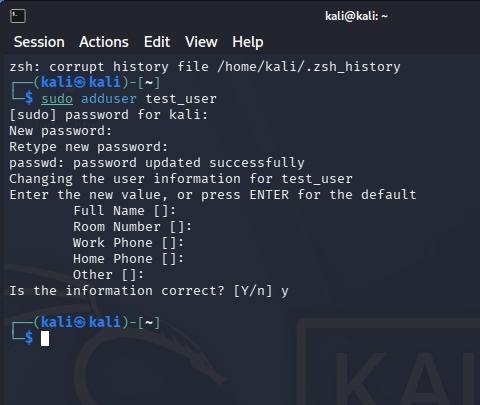 kali@kali: ~
Session Actions Edit View Help
zsh: corrupt history file /home/kali/.zsh_history
┌──(kali㉿kali)-[~]
└─$ sudo adduser test_user
[sudo] password for kali:
New password:
Retype new password:
passwd: password updated successfully
Changing the user information for test_user
Enter the new value, or press ENTER for the default
        Full Name []:
        Room Number []:
        Work Phone []:
        Home Phone []:
        Other []:
Is the information correct? [Y/n] y
┌──(kali㉿kali)-[~]
└─$
KAL